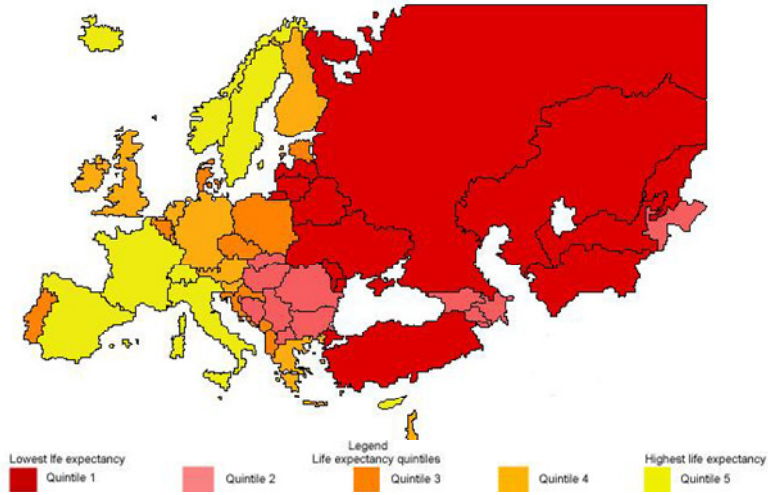 Legend
Lowest lfe expectancy Life expectancy quintiles Highest life expectancy
Quintile 1 Quintile 2 Quintile 3 Quintile 4 Quintile 5